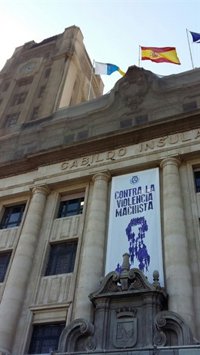 CABILDO INSULA
CONTRA LA
VIOLENCIA
MACHISTA